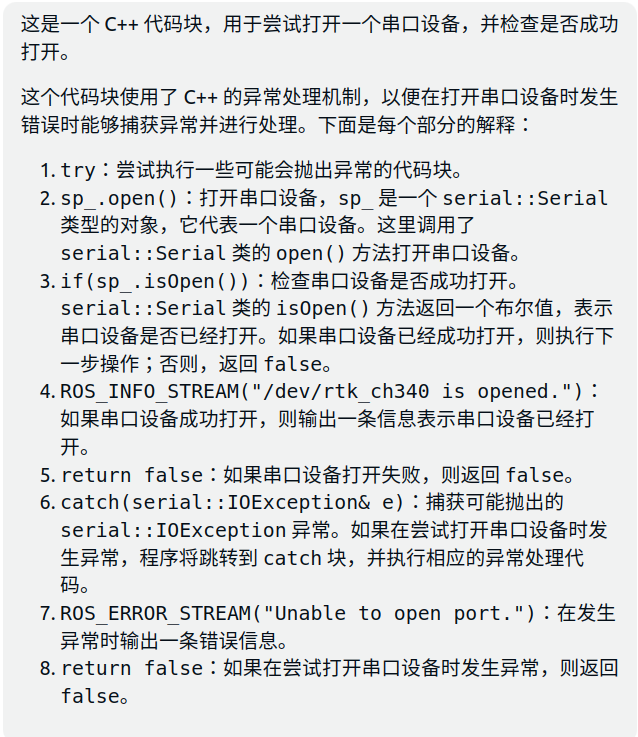 这是一个 C++ 代码块，用于尝试打开一个串口设备，并检查是否成功
打开。
这个代码块使用了 C++ 的异常处理机制，以便在打开串口设备时发生
错误时能够捕获异常并进行处理。下面是每个部分的解释：
1. try：尝试执行一些可能会抛出异常的代码块。
2. sp_.open()：打开串口设备，sp_ 是一个 serial::Serial
类型的对象，它代表一个串口设备。这里调用了
serial::Serial 类的 open() 方法打开串口设备。
3. if(sp_.isOpen())：检查串口设备是否成功打开。
serial::Serial 类的 isOpen() 方法返回一个布尔值，表示
串口设备是否已经打开。如果串口设备已经成功打开，则执行下
一步操作；否则，返回 false。
4. ROS_INFO_STREAM("/dev/rtk_ch340 is opened.")：
如果串口设备成功打开，则输出一条信息表示串口设备已经打
开。
5. return false：如果串口设备打开失败，则返回 false。
6. catch(serial::IOException& e)：捕获可能抛出的
serial::IOException 异常。如果在尝试打开串口设备时发
生异常，程序将跳转到 catch 块，并执行相应的异常处理代
码。
7. ROS_ERROR_STREAM("Unable to open port.")：在发生
异常时输出一条错误信息。
8. return false：如果在尝试打开串口设备时发生异常，则返回
false。